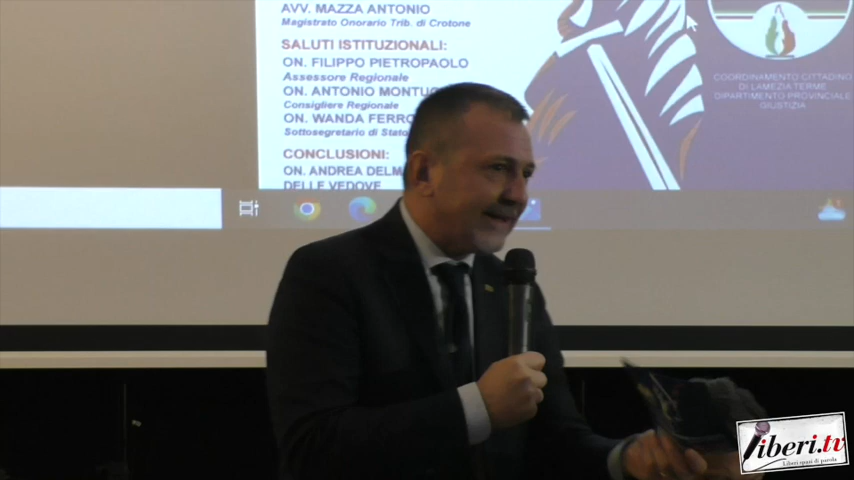 AVV. MAZZA ANTONIO
Magistrato Onorario Trib. di Crotone
SALUTI ISTITUZIONALI:
ON. FILIPPO PIETROPAOLO
Assessore Regionale
ON. ANTONIO MONTUO
Consigliere Regionale
ON. WANDA FERRO
Sottosegretario di Stato
CONCLUSIONI:
ON. ANDREA DELM
DELLE VEDOVE
COORDINAMENTO CITTADINO
DI LAMEZIA TERME
DIPARTIMENTO PROVINCIALE
GIUSTIZIA
liberi.tv
Liberi spazi di parola